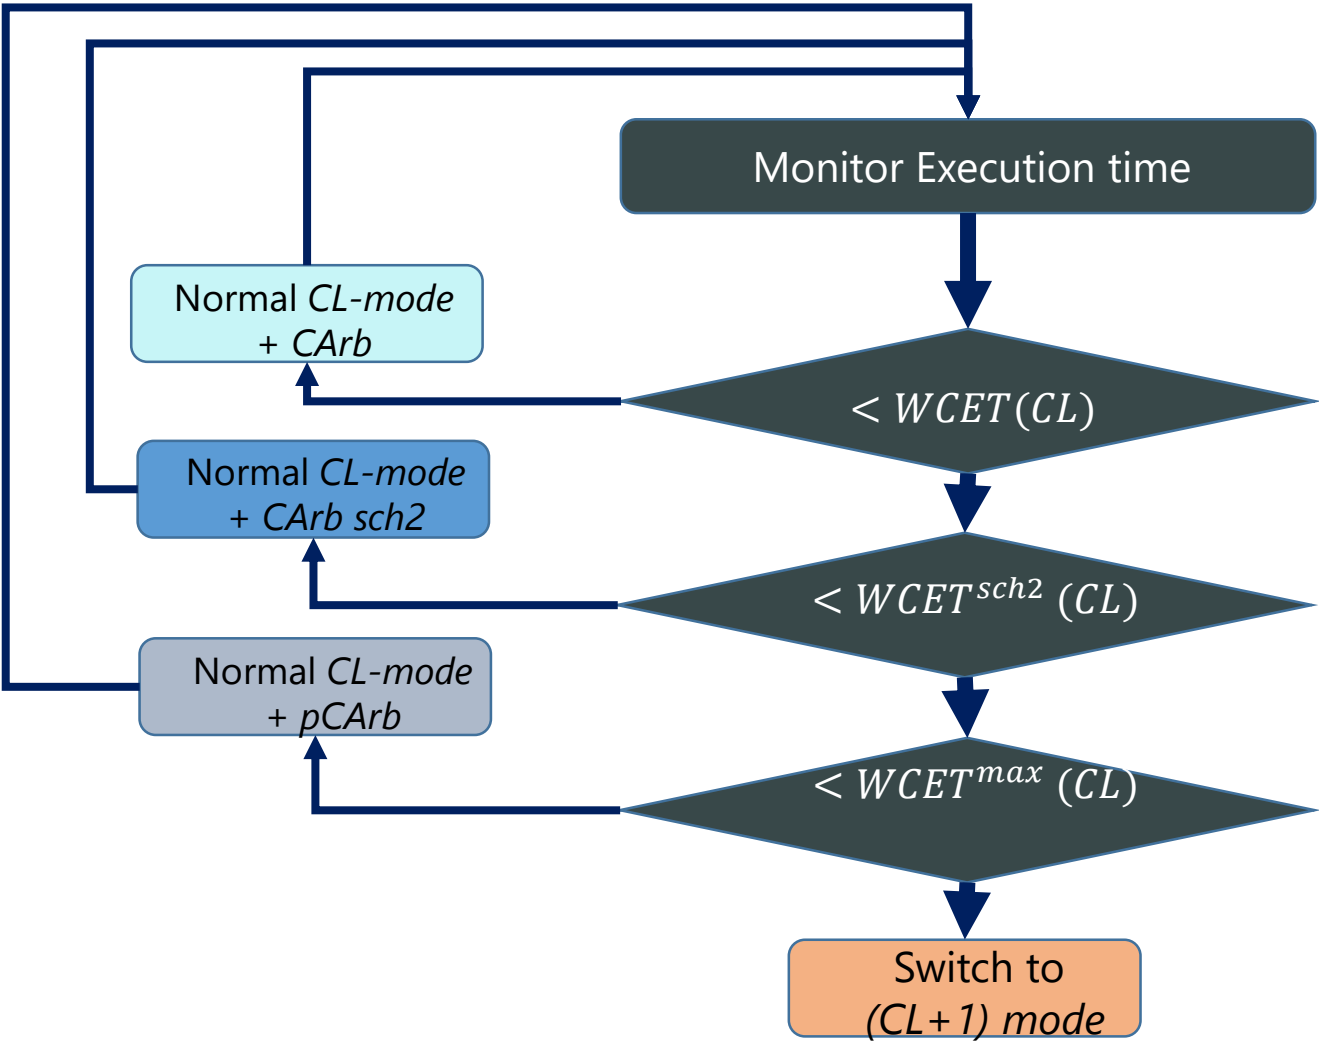 Monitor Execution time
Normal CL-mode
+ CArb
< WCET(CL)
Normal CL-mode
+ CArb sch2
< WCET^{sch2} (CL)
Normal CL-mode
+ pCArb
< WCET^{max} (CL)
Switch to
(CL+1) mode